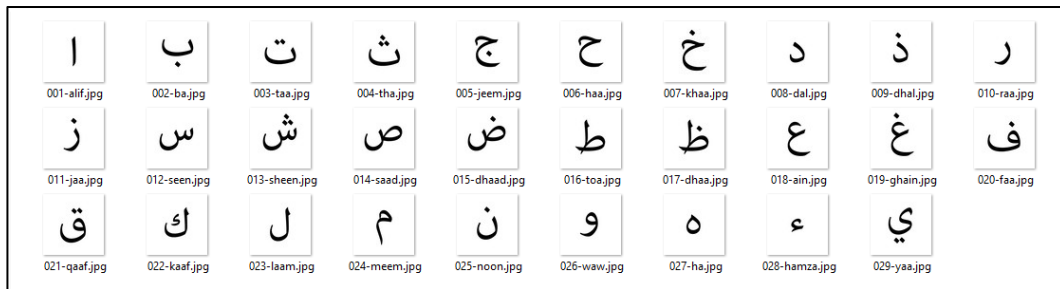 ا ب ت ث ج ح خ د ذ ر
001-alif.jpg 002-ba.jpg 003-taa.jpg 004-tha.jpg 005-jeem.jpg 006-haa.jpg 007-khaa.jpg 008-dal.jpg 009-dhal.jpg 010-raa.jpg
ز س ش ص ض ط ظ ع غ ف
011-jaa.jpg 012-seen.jpg 013-sheen.jpg 014-saad.jpg 015-dhaad.jpg 016-toa.jpg 017-dhaa.jpg 018-ain.jpg 019-ghain.jpg 020-faa.jpg
ق ك ل م ن و ه ء ي
021-qaaf.jpg 022-kaaf.jpg 023-laam.jpg 024-meem.jpg 025-noon.jpg 026-waw.jpg 027-ha.jpg 028-hamza.jpg 029-yaa.jpg